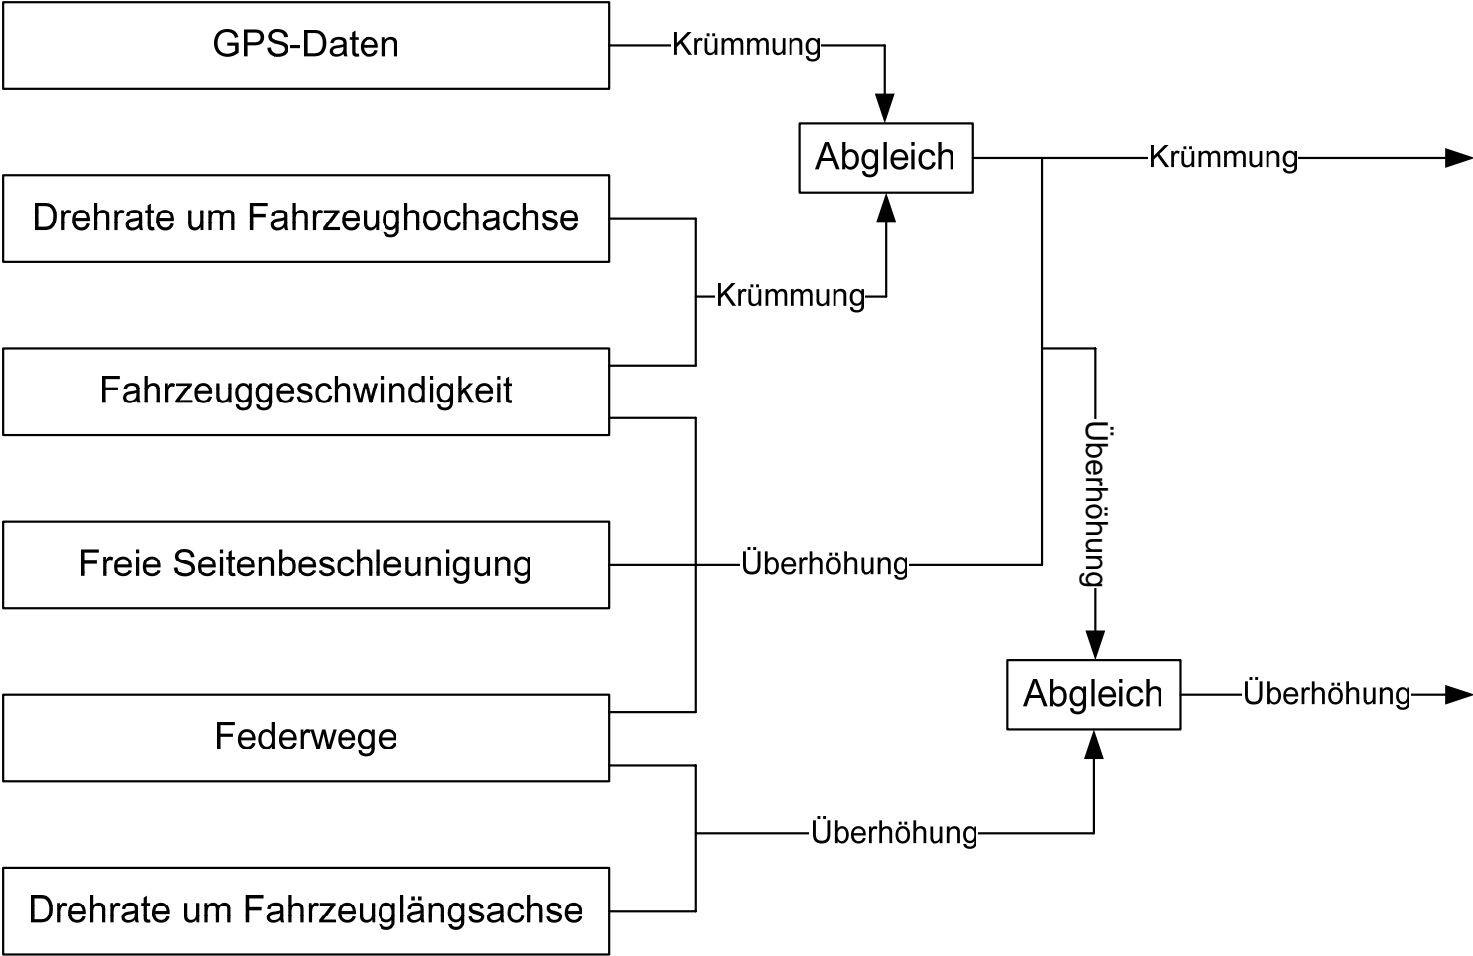 GPS-Daten
Krümmung
Abgleich
Krümmung
Drehrate um Fahrzeughochachse
Krümmung
Fahrzeuggeschwindigkeit
Überhöhung
Freie Seitenbeschleunigung
Überhöhung
Abgleich
Überhöhung
Federwege
Überhöhung
Drehrate um Fahrzeuglängsachse